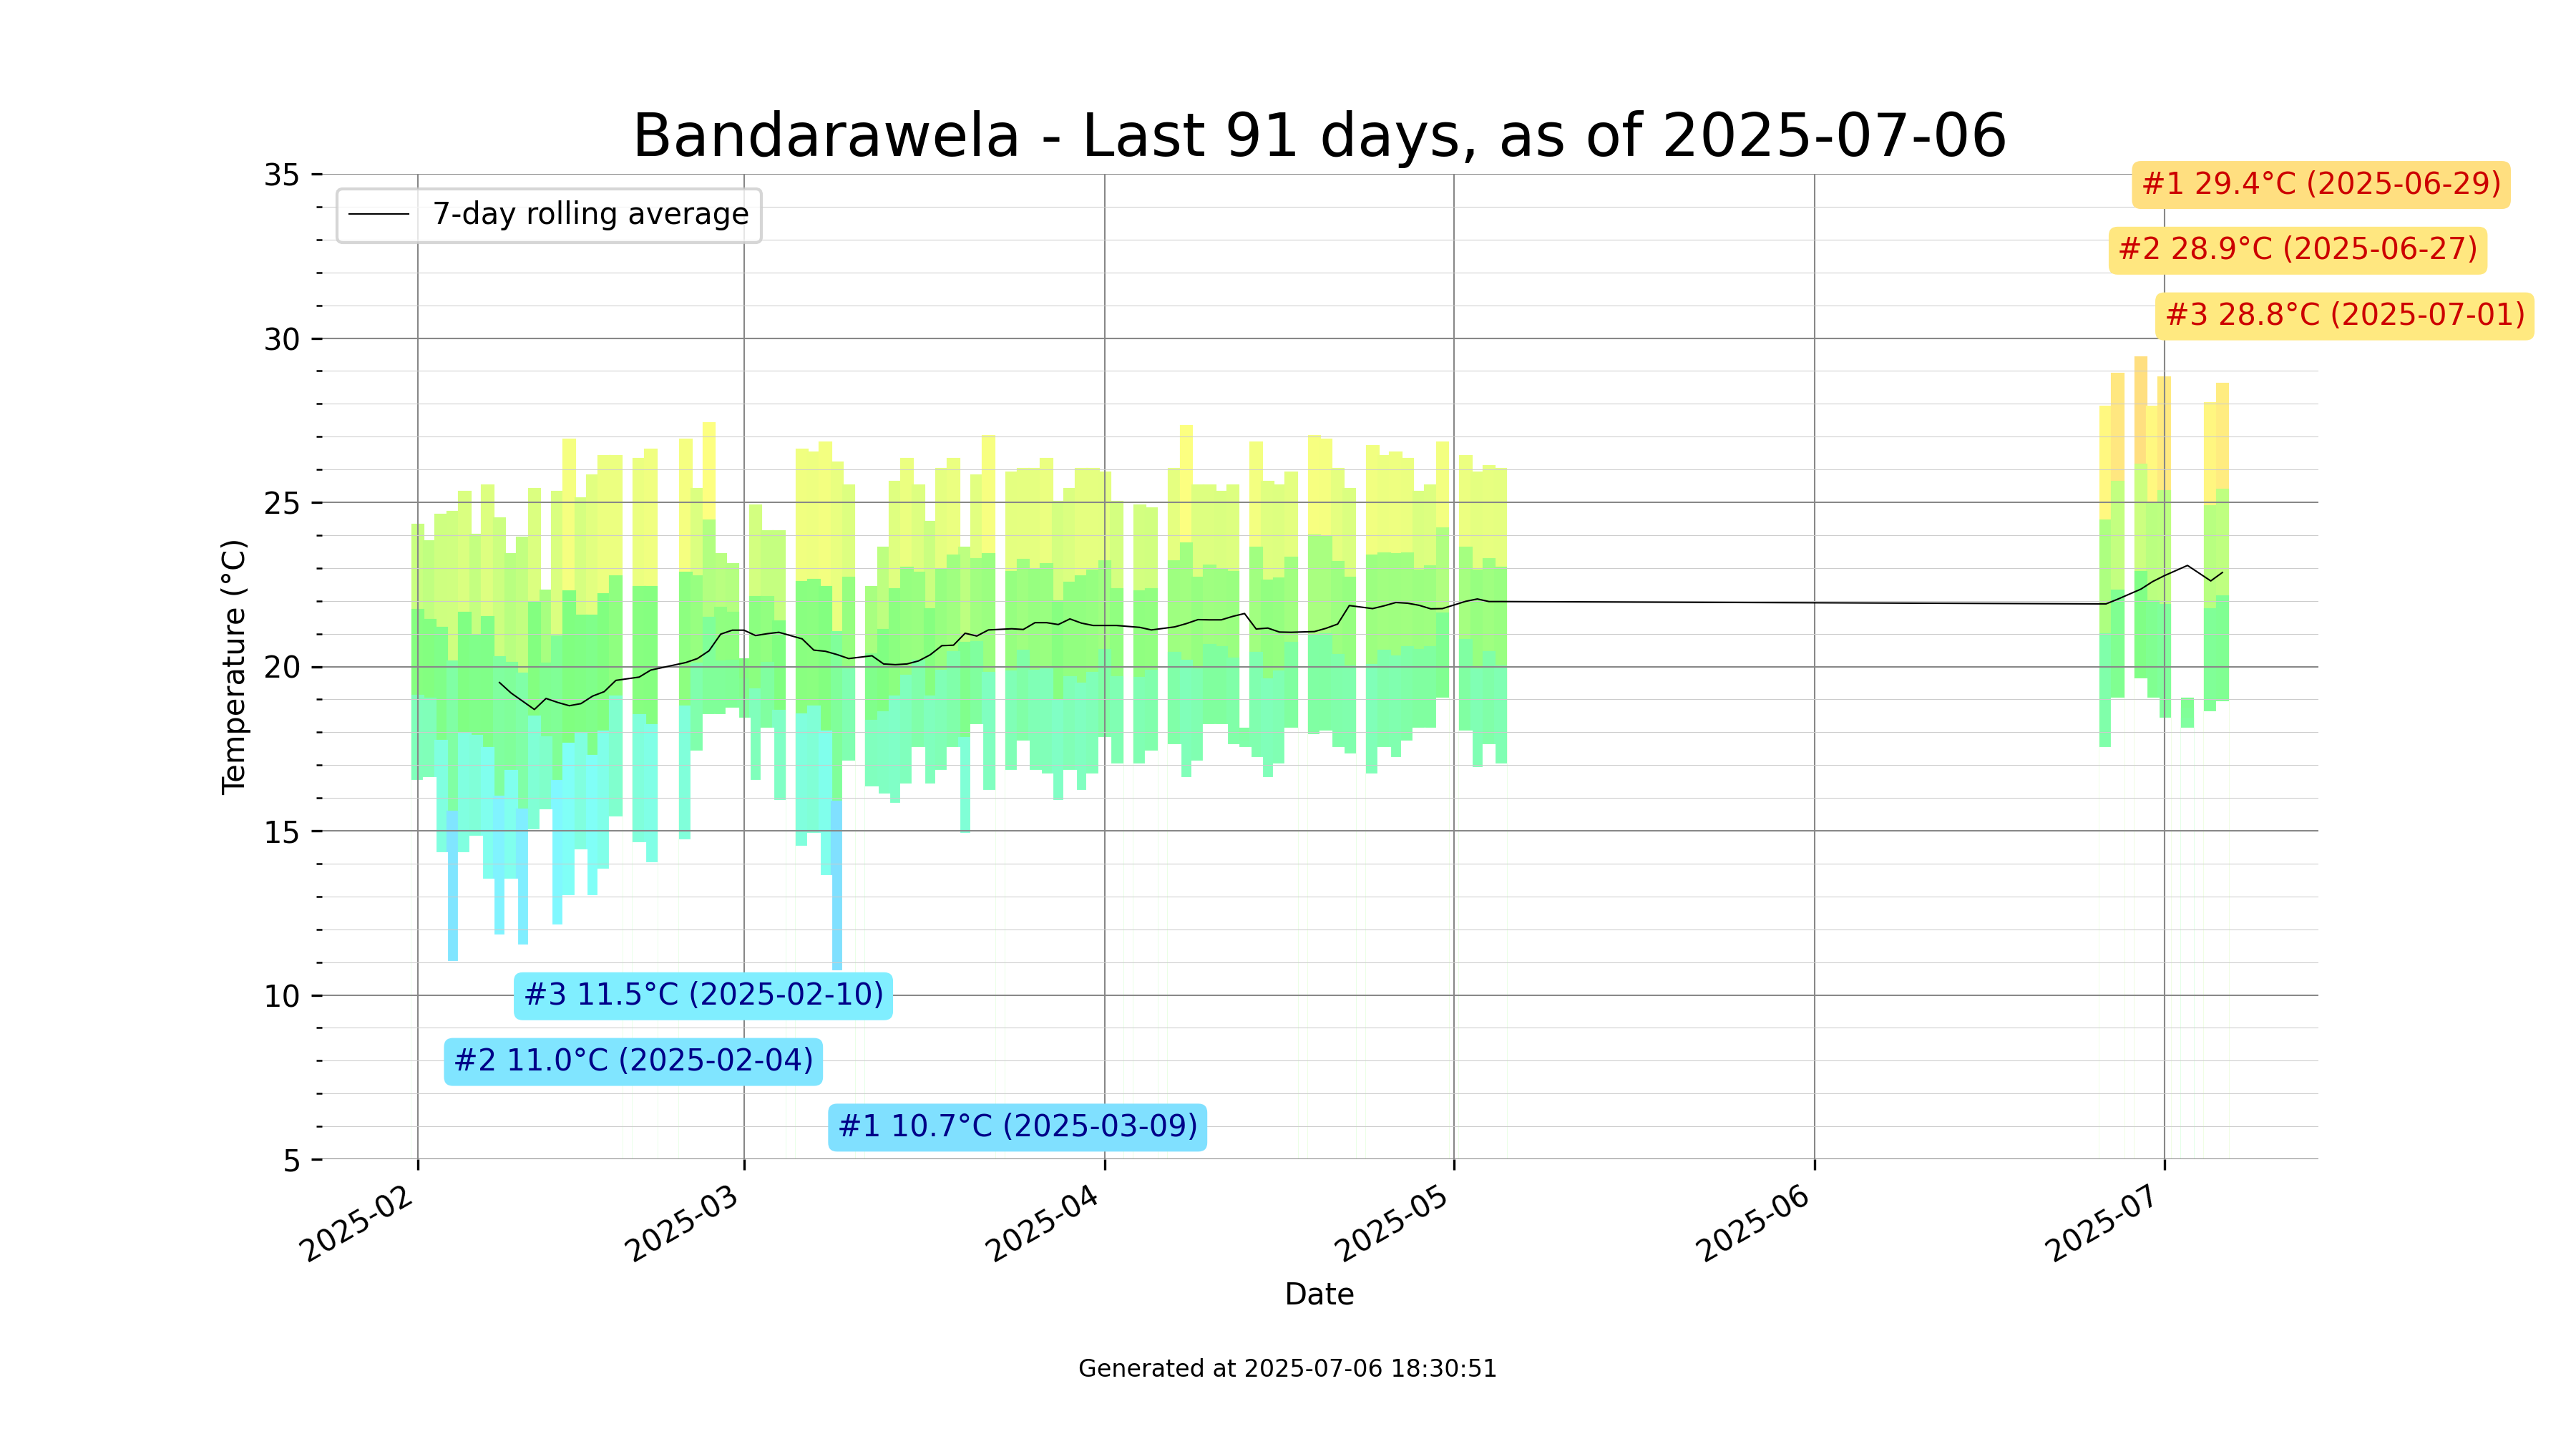 Bandarawela - Last 91 days, as of 2025-07-06
35
30
25
20
15
10
5
Temperature (°C)
7-day rolling average
#1 29.4°C (2025-06-29)
#2 28.9°C (2025-06-27)
#3 28.8°C (2025-07-01)
#3 11.5°C (2025-02-10)
#2 11.0°C (2025-02-04)
#1 10.7°C (2025-03-09)
2025-02
2025-03
2025-04
2025-05
2025-06
2025-07
Date
Generated at 2025-07-06 18:30:51